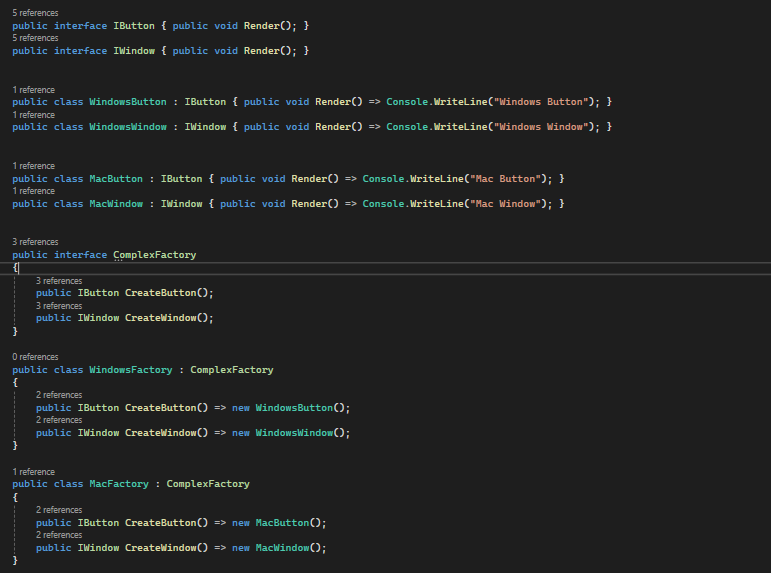 5 references
public interface IButton { public void Render(); }
5 references
public interface IWindow { public void Render(); }
1 reference
public class WindowsButton : IButton { public void Render() => Console.WriteLine("Windows Button"); }
1 reference
public class WindowsWindow : IWindow { public void Render() => Console.WriteLine("Windows Window"); }
1 reference
public class MacButton : IButton { public void Render() => Console.WriteLine("Mac Button"); }
1 reference
public class MacWindow : IWindow { public void Render() => Console.WriteLine("Mac Window"); }
3 references
public interface ComplexFactory
{
3 references
public IButton CreateButton();
3 references
public IWindow CreateWindow();
}
0 references
public class WindowsFactory : ComplexFactory
{
2 references
public IButton CreateButton() => new WindowsButton();
2 references
public IWindow CreateWindow() => new WindowsWindow();
}
1 reference
public class MacFactory : ComplexFactory
{
2 references
public IButton CreateButton() => new MacButton();
2 references
public IWindow CreateWindow() => new MacWindow();
}